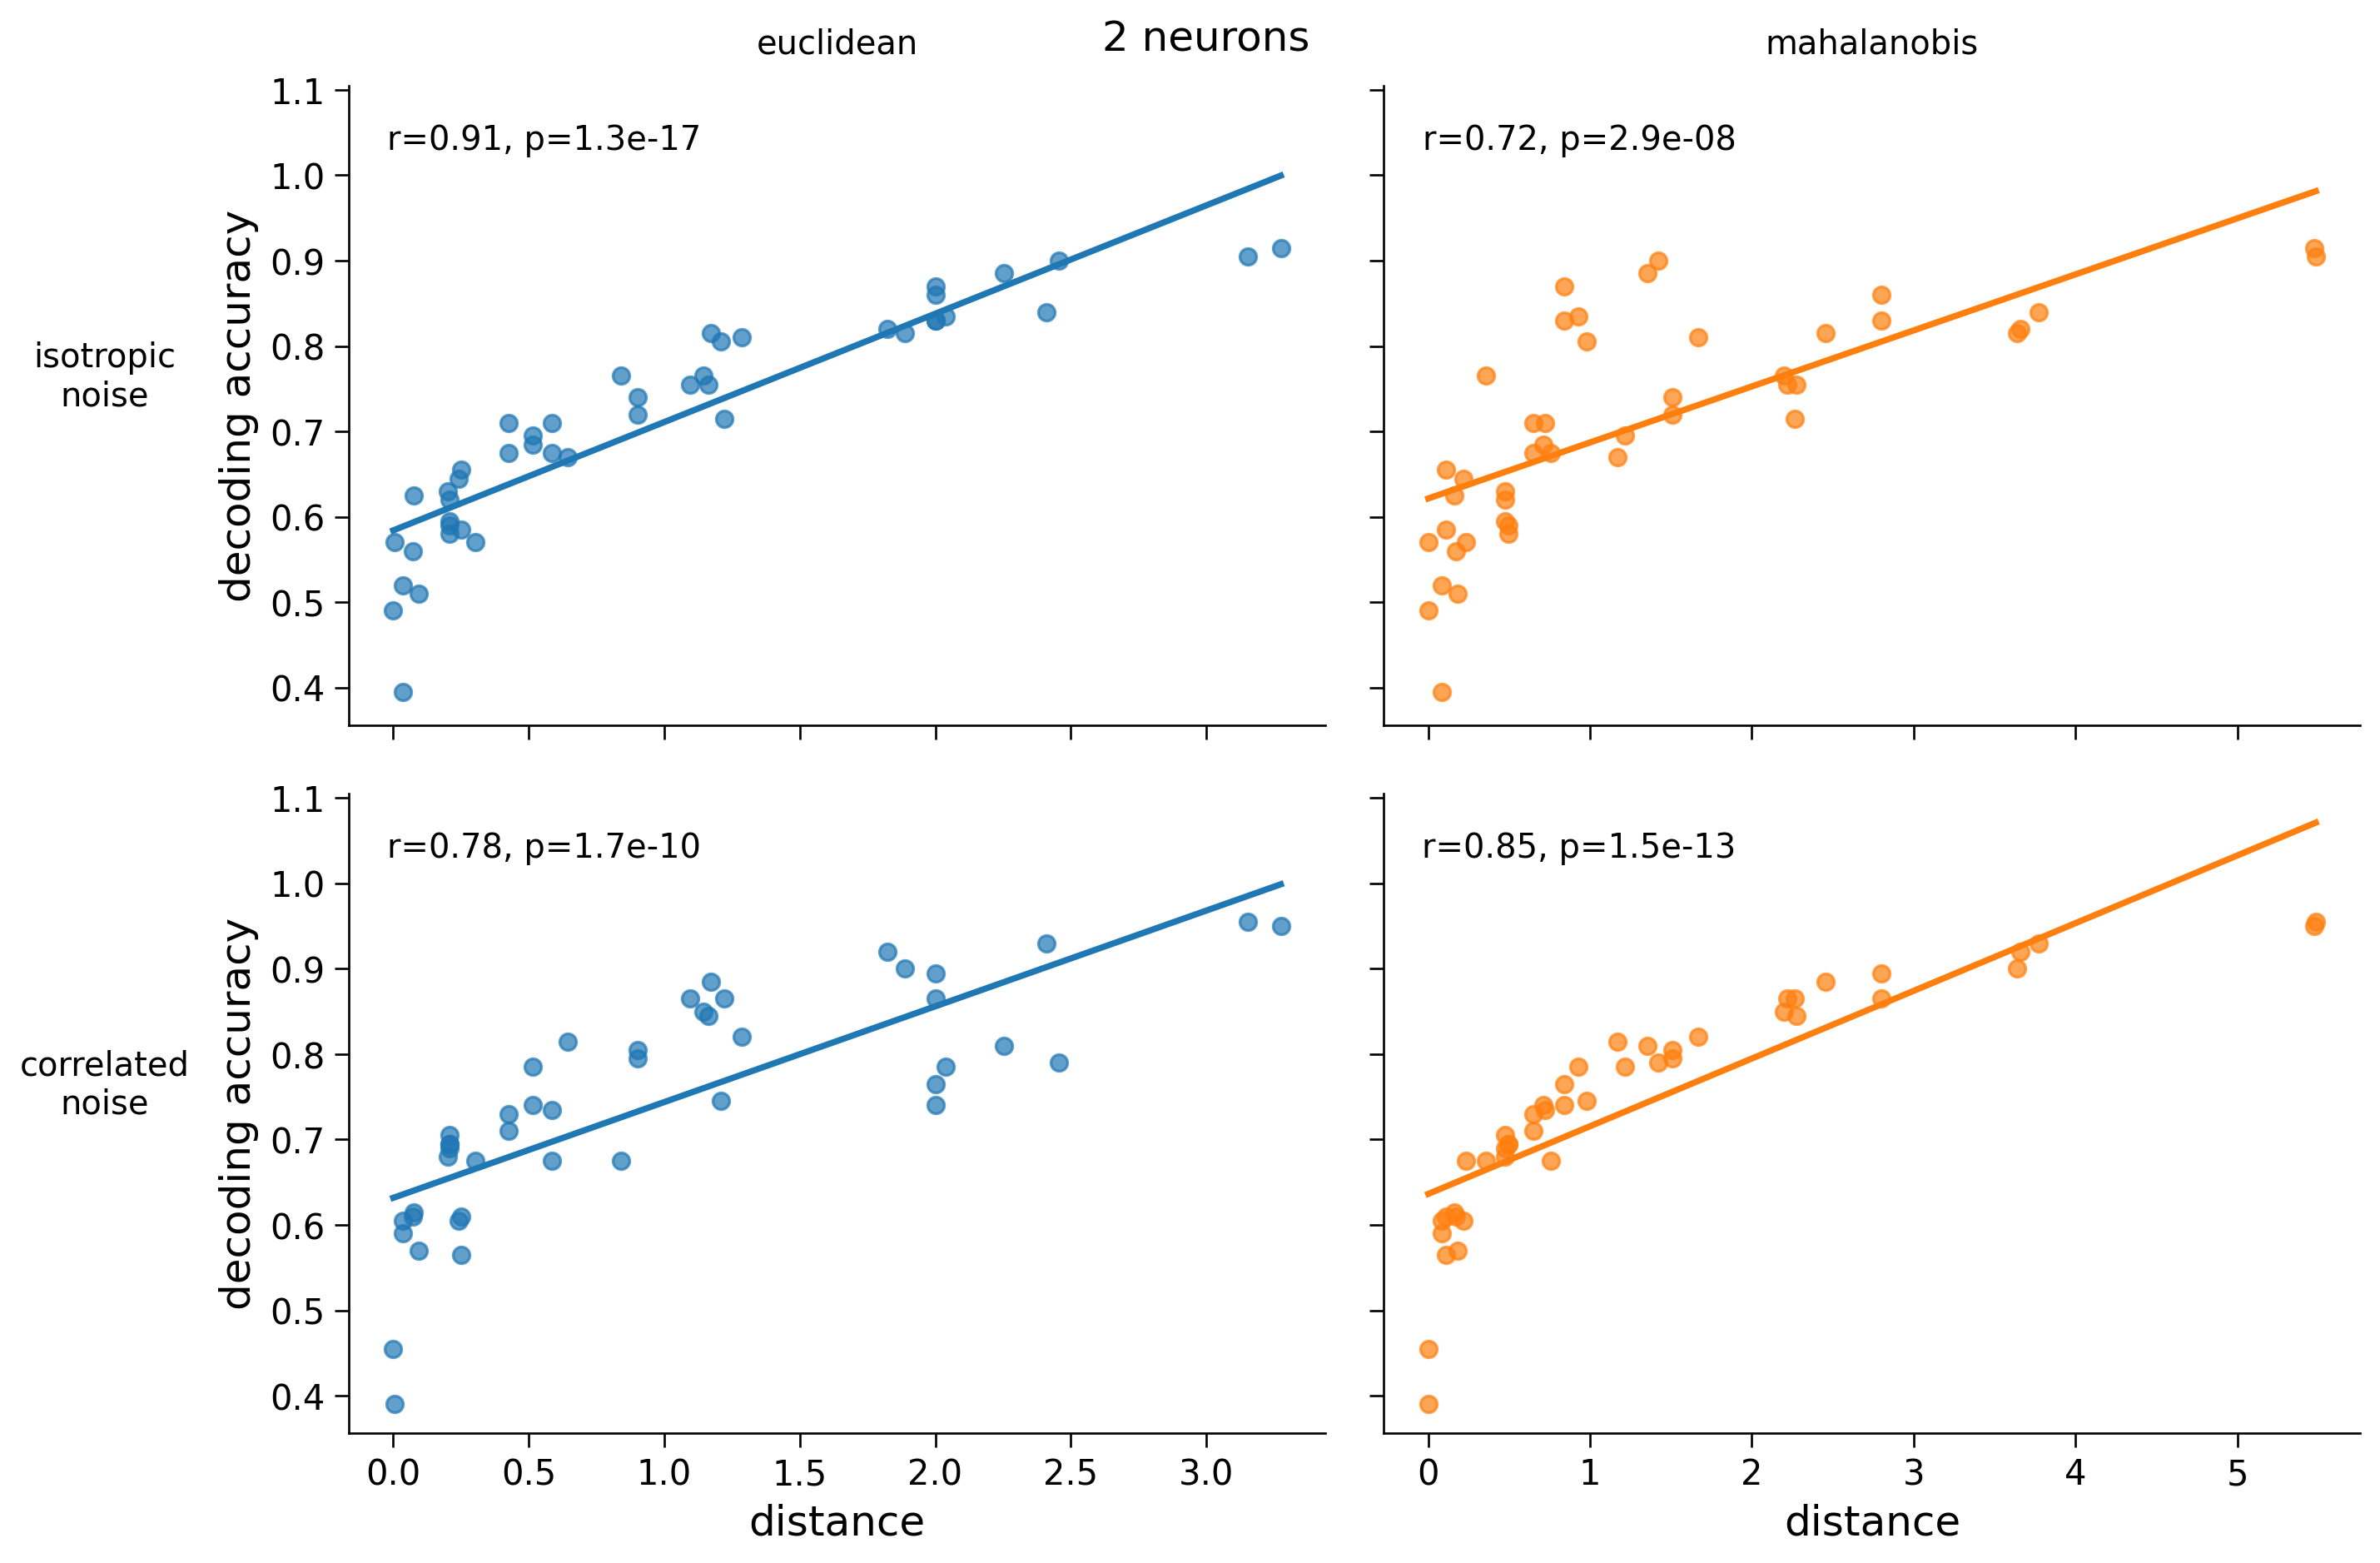 2 neurons
euclidean
mahalanobis
1.1
1.0
0.9
0.8
0.7
0.6
0.5
0.4
decoding accuracy
isotropic
noise
r=0.91, p=1.3e-17
r=0.72, p=2.9e-08
1.1
1.0
0.9
0.8
0.7
0.6
0.5
0.4
decoding accuracy
correlated
noise
r=0.78, p=1.7e-10
r=0.85, p=1.5e-13
0.0 0.5 1.0 1.5 2.0 2.5 3.0
distance
0 1 2 3 4 5
distance